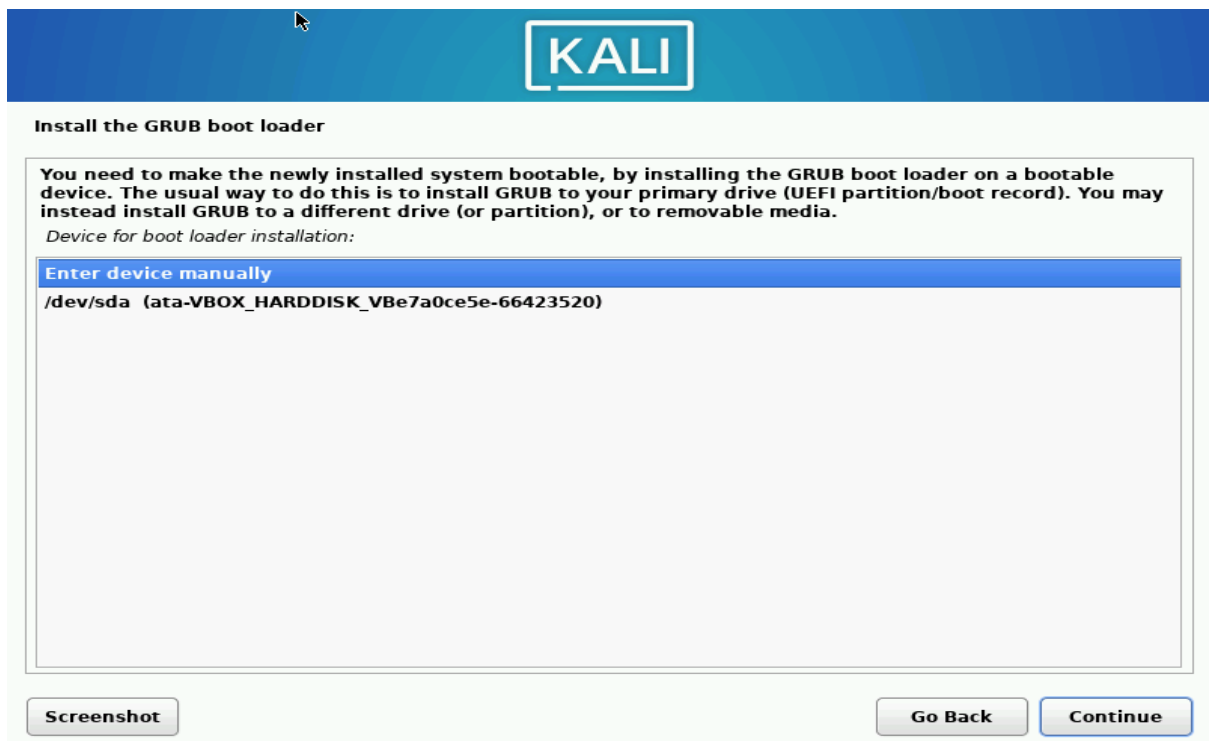 KALI
Install the GRUB boot loader
You need to make the newly installed system bootable, by installing the GRUB boot loader on a bootable
device. The usual way to do this is to install GRUB to your primary drive (UEFI partition/boot record). You may
instead install GRUB to a different drive (or partition), or to removable media.
Device for boot loader installation:
Enter device manually
/dev/sda (ata-VBOX_HARDDISK_VBe7a0ce5e-66423520)
Screenshot
Go Back
Continue